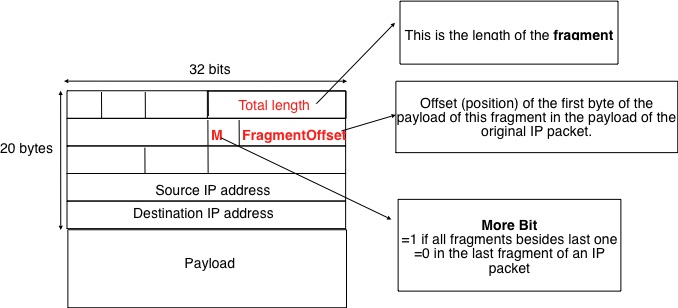 This is the length of the fragment
32 bits
Total length
Offset (position) of the first byte of the
payload of this fragment in the payload of the
original IP packet.
M
FragmentOffset
20 bytes
Source IP address
Destination IP address
More Bit
=1 if all fragments besides last one
=0 in the last fragment of an IP
packet
Payload